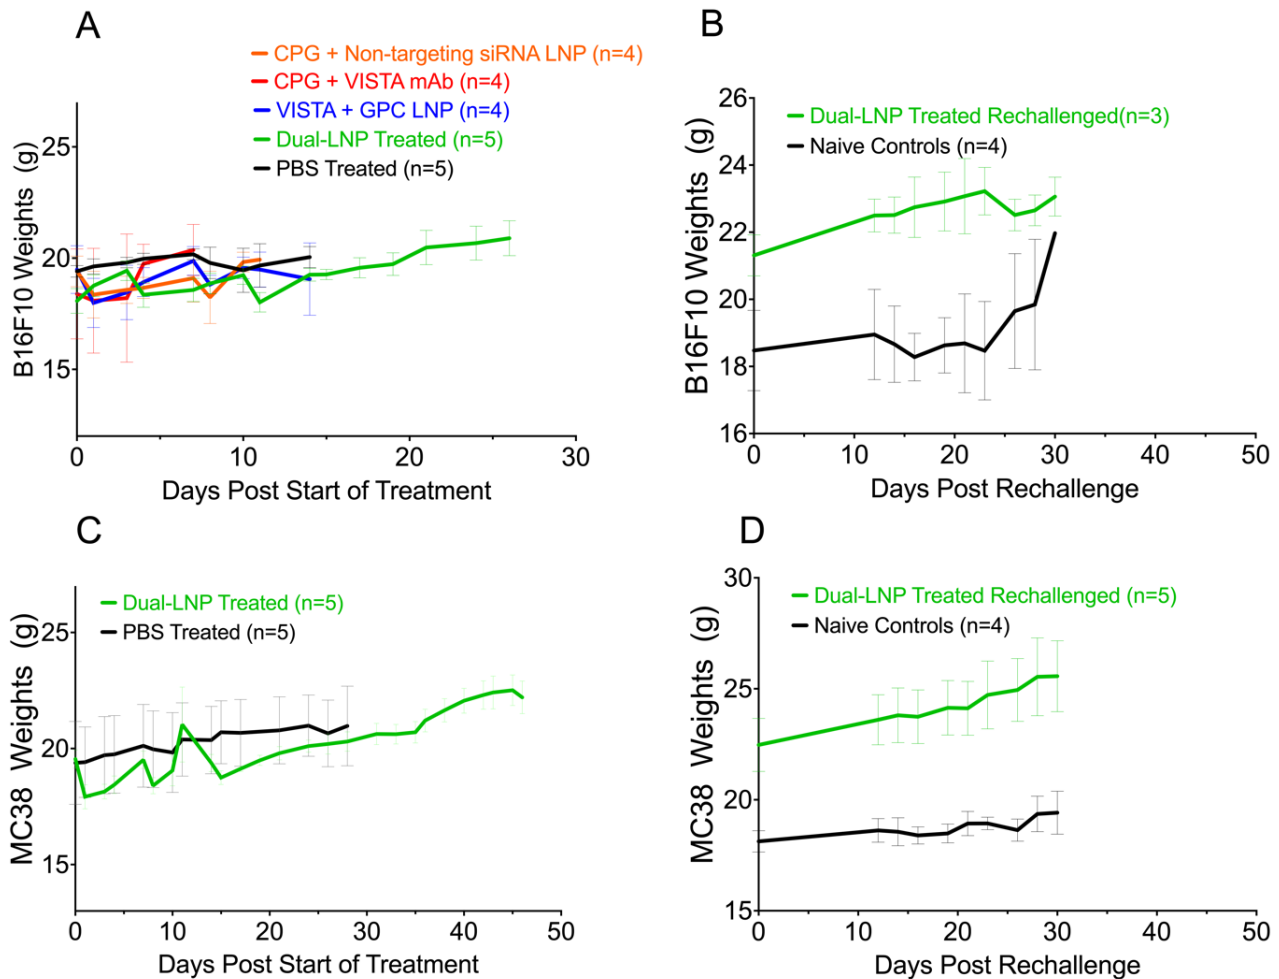 A
CPG + Non-targeting siRNA LNP (n=4)
CPG + VISTA mAb (n=4)
VISTA + GPC LNP (n=4)
Dual-LNP Treated (n=5)
PBS Treated (n=5)
25
20
15
0
10
20
30
B16F10 Weights (g)
Days Post Start of Treatment
B
Dual-LNP Treated Rechallenged(n=3)
Naive Controls (n=4)
26
24
22
20
18
16
0
10
20
30
40
50
B16F10 Weights (g)
Days Post Rechallenge
C
Dual-LNP Treated (n=5)
PBS Treated (n=5)
25
20
15
0
10
20
30
40
50
MC38 Weights (g)
Days Post Start of Treatment
D
Dual-LNP Treated Rechallenged (n=5)
Naive Controls (n=4)
30
25
20
15
0
10
20
30
40
50
MC38 Weights (g)
Days Post Rechallenge